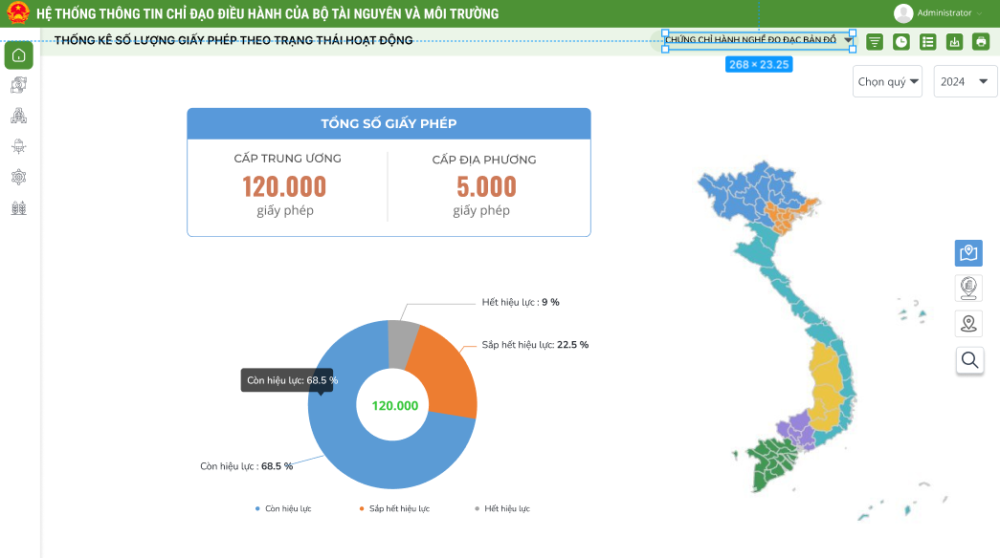 HỆ THỐNG THÔNG TIN CHỈ ĐẠO ĐIỀU HÀNH CỦA BỘ TÀI NGUYÊN VÀ MÔI TRƯỜNG
Administrator
THỐNG KÊ SỐ LƯỢNG GIẤY PHÉP THEO TRẠNG THÁI HOẠT ĐỘNG
CHỨNG CHỈ HÀNH NGHỀ ĐO ĐẠC BẢN ĐỒ
268 × 23.25
Chọn quý
2024
TỔNG SỐ GIẤY PHÉP
CẤP TRUNG ƯƠNG
120.000
giấy phép
CẤP ĐỊA PHƯƠNG
5.000
giấy phép
Hết hiệu lực : 9 %
Sắp hết hiệu lực: 22.5 %
Còn hiệu lực: 68.5 %
120.000
Còn hiệu lực : 68.5 %
Còn hiệu lực
Sắp hết hiệu lực
Hết hiệu lực